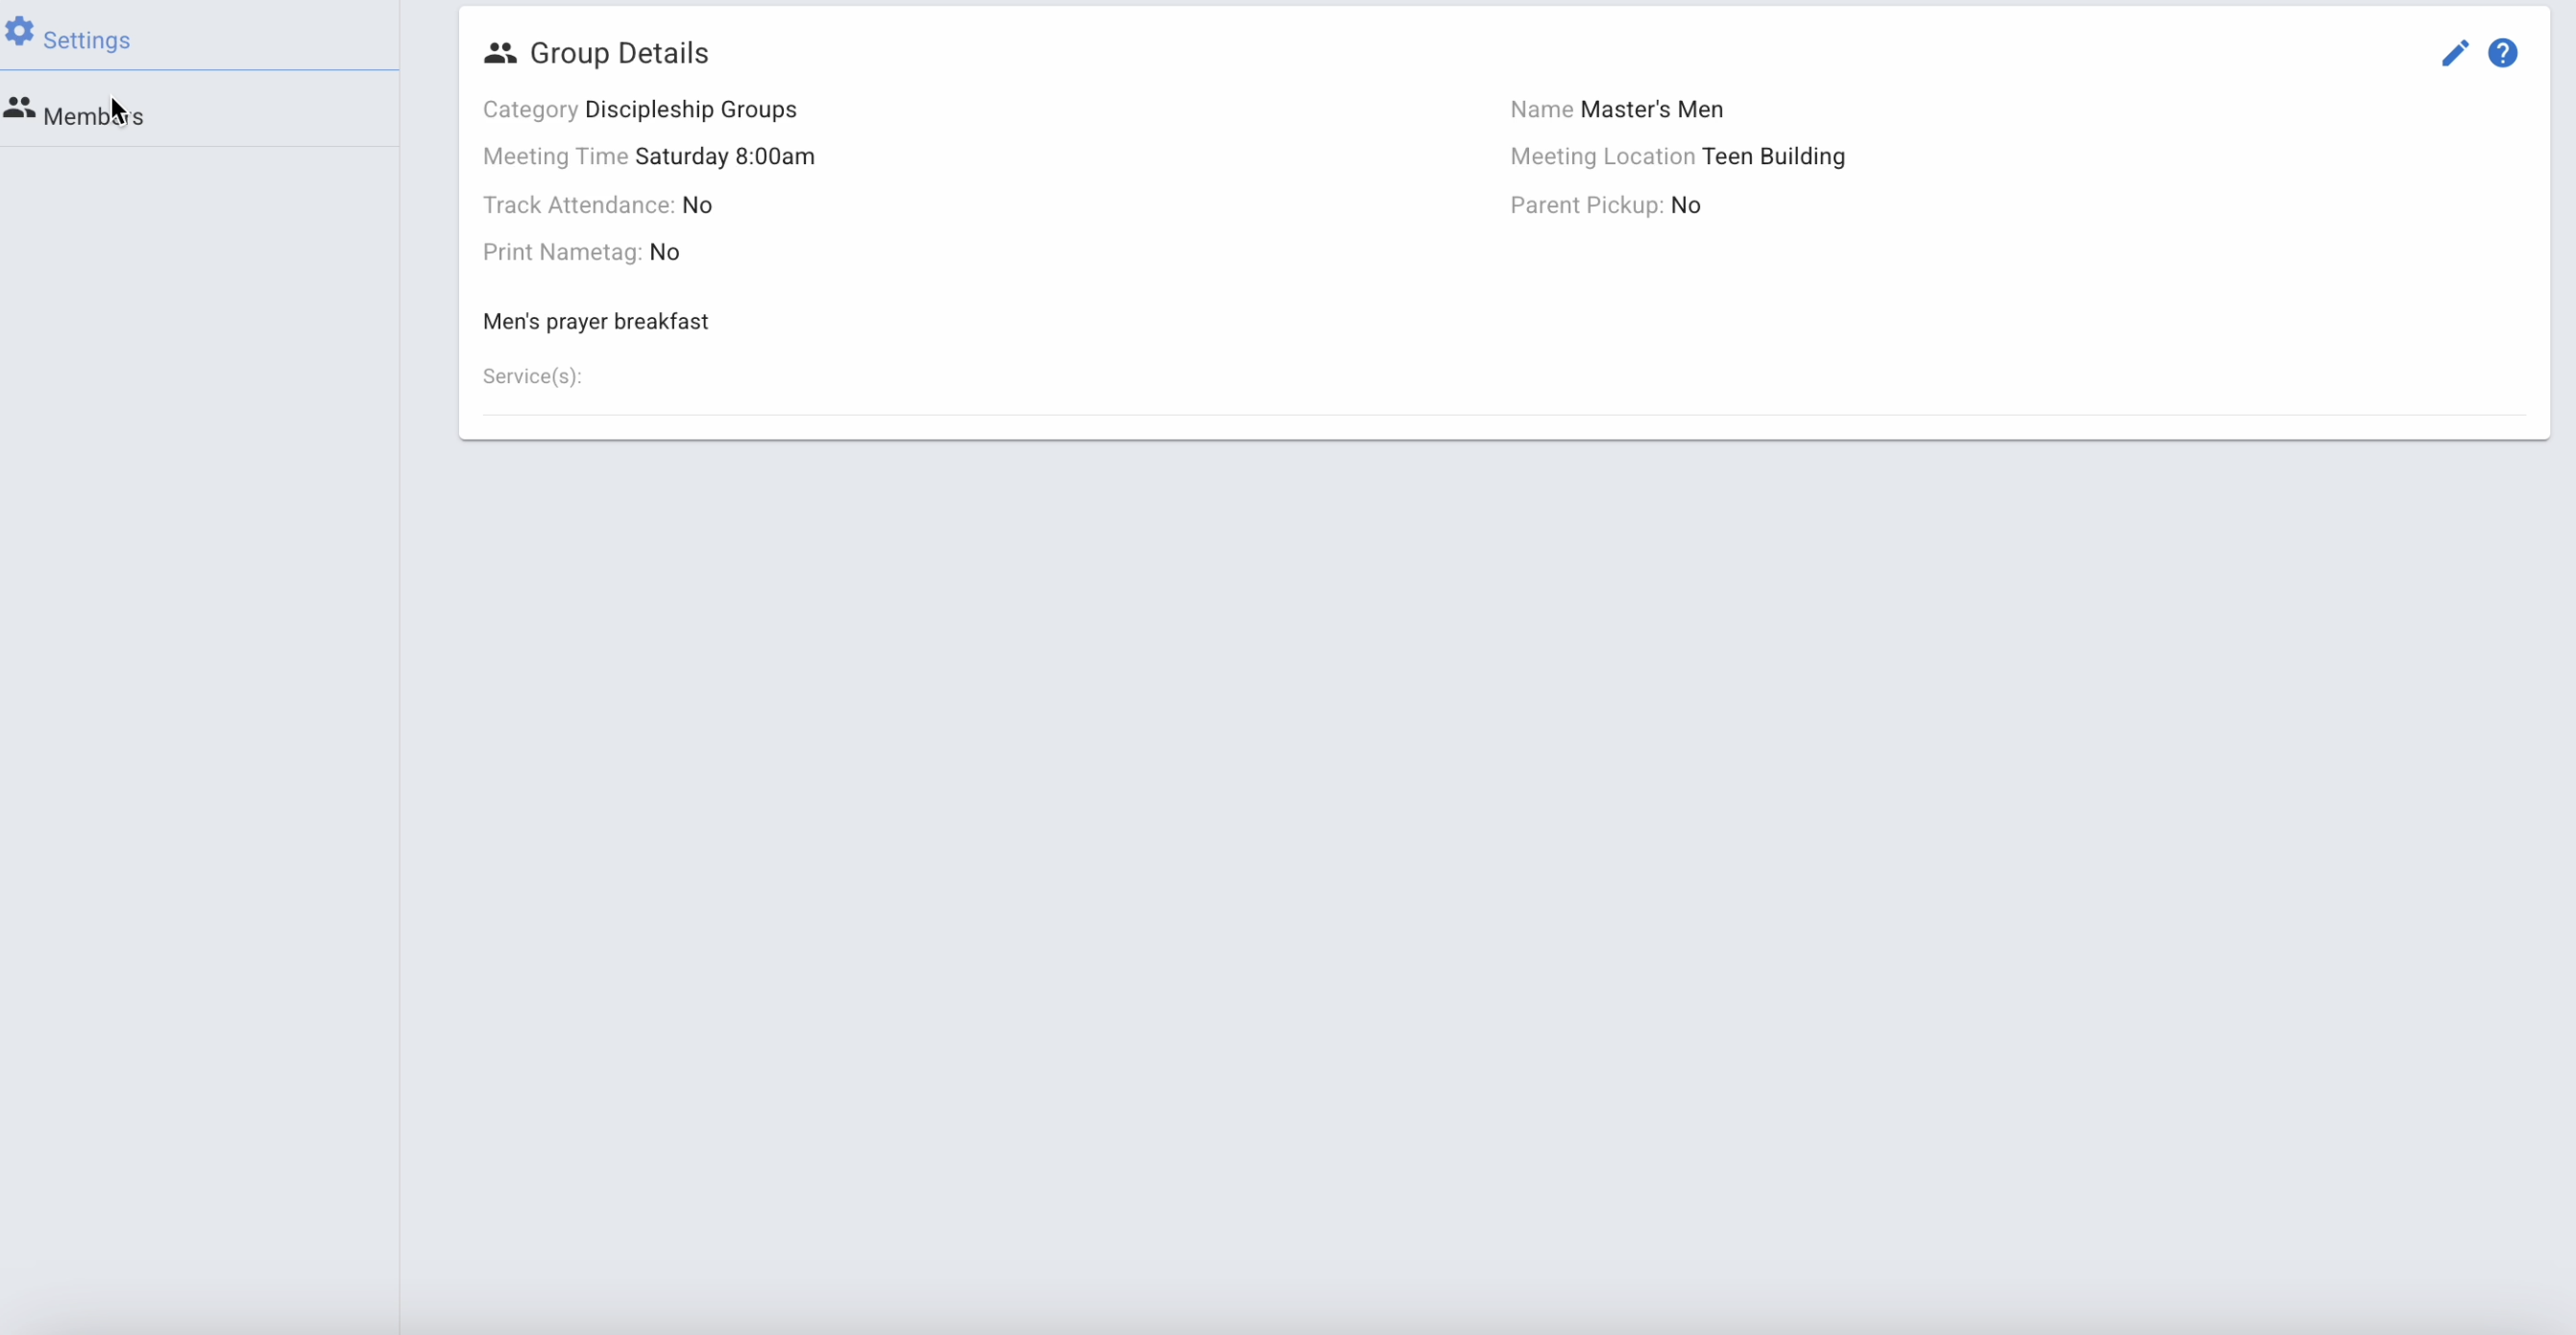 Settings
Members
Group Details
Category Discipleship Groups
Name Master's Men
Meeting Time Saturday 8:00am
Meeting Location Teen Building
Track Attendance: No
Parent Pickup: No
Print Nametag: No
Men's prayer breakfast
Service(s):